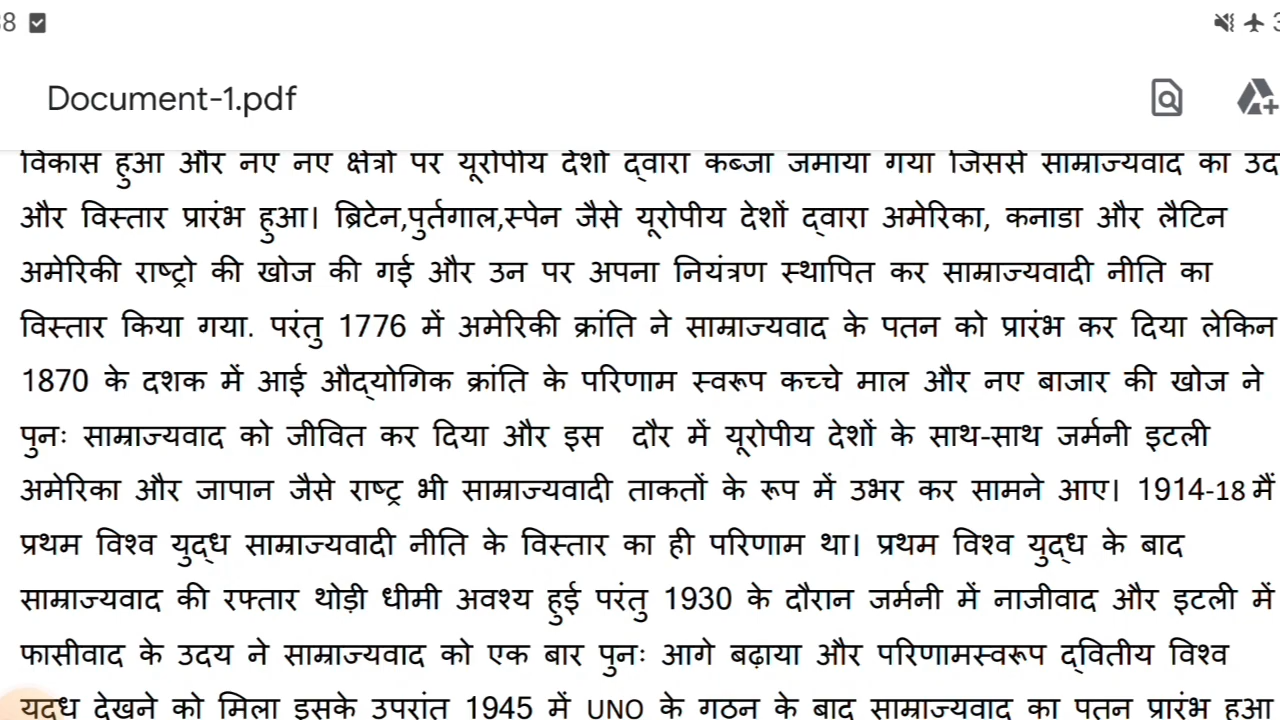 38
Document-1.pdf
विकास हुआ और नए नए क्षेत्रो पर यूरोपीय देशों द्वारा कब्जा जमाया गया जिससे साम्राज्यवाद का उद
और विस्तार प्रारंभ हुआ। ब्रिटेन,पुर्तगाल,स्पेन जैसे यूरोपीय देशों द्वारा अमेरिका, कनाडा और लैटिन
अमेरिकी राष्ट्रो की खोज की गई और उन पर अपना नियंत्रण स्थापित कर साम्राज्यवादी नीति का
विस्तार किया गया. परंतु 1776 में अमेरिकी क्रांति ने साम्राज्यवाद के पतन को प्रारंभ कर दिया लेकिन
1870 के दशक में आई औद्योगिक क्रांति के परिणाम स्वरूप कच्चे माल और नए बाजार की खोज ने
पुनः साम्राज्यवाद को जीवित कर दिया और इस दौर में यूरोपीय देशों के साथ-साथ जर्मनी इटली
अमेरिका और जापान जैसे राष्ट्र भी साम्राज्यवादी ताकतों के रूप में उभर कर सामने आए। 1914-18 मैं
प्रथम विश्व युद्ध साम्राज्यवादी नीति के विस्तार का ही परिणाम था। प्रथम विश्व युद्ध के बाद
साम्राज्यवाद की रफ्तार थोड़ी धीमी अवश्य हुई परंतु 1930 के दौरान जर्मनी में नाजीवाद और इटली में
फासीवाद के उदय ने साम्राज्यवाद को एक बार पुनः आगे बढ़ाया और परिणामस्वरूप द्वितीय विश्व
युद्ध देखने को मिला इसके उपरांत 1945 में UNO के गठन के बाद साम्राज्यवाद का पतन प्रारंभ हुआ